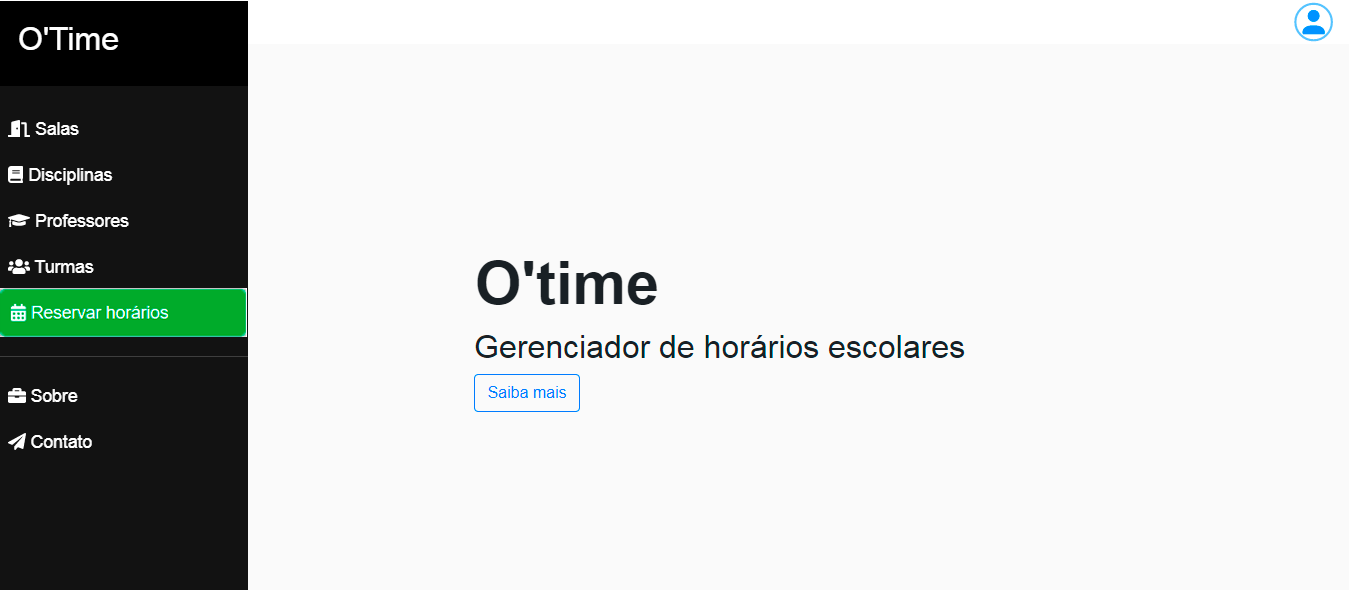 O'Time
Salas
Disciplinas
Professores
Turmas
Reservar horários
Sobre
Contato
O'time
Gerenciador de horários escolares
Saiba mais